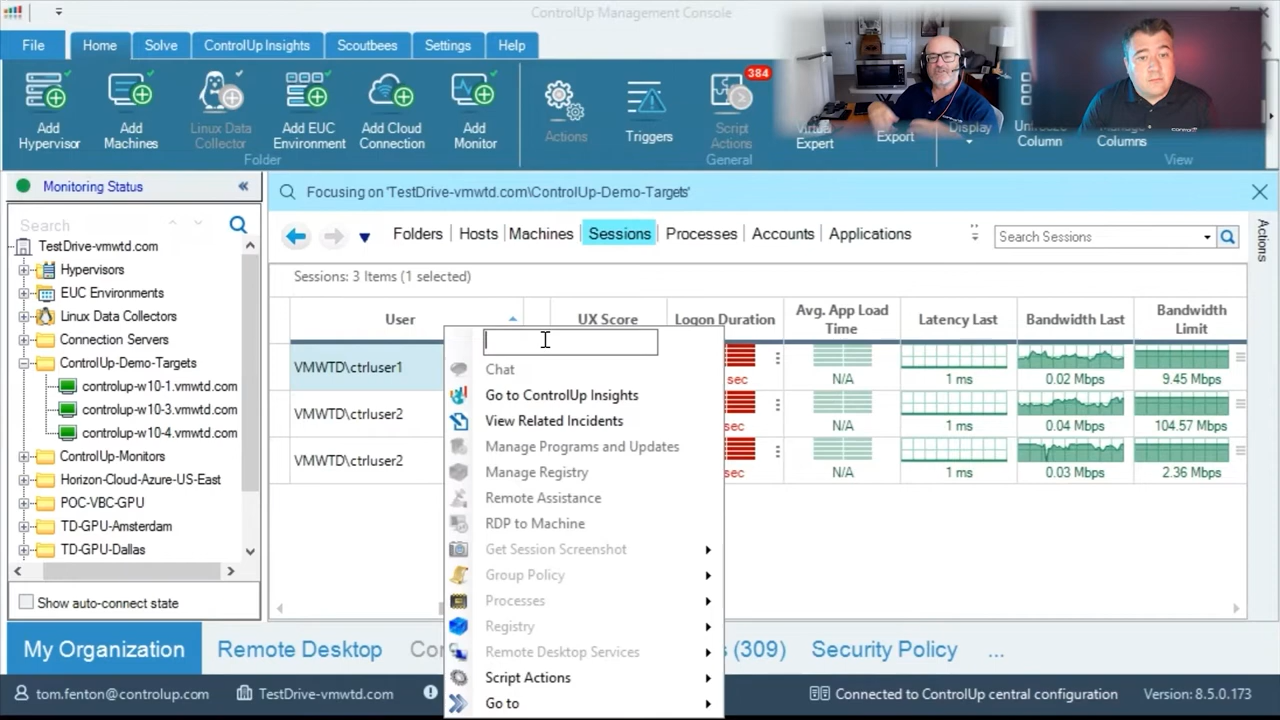 ControlUp Management Console
File Home Solve ControlUp Insights Scoutbees Settings Help
384
Add Hypervisor
Add Machines
Linux Data Collector
Add EUC Environment
Add Cloud Connection
Add Monitor
Actions
Triggers
Script Actions
Virtual Expert
Export
Display
Unfreeze Column
Manage Columns
Folder General View
Monitoring Status
Focusing on 'TestDrive-vmwtd.com\ControlUp-Demo-Targets'
Search
TestDrive-vmwtd.com
Hypervisors
EUC Environments
Linux Data Collectors
Connection Servers
ControlUp-Demo-Targets
controlup-w10-1.vmwtd.com
controlup-w10-3.vmwtd.com
controlup-w10-4.vmwtd.com
ControlUp-Monitors
Horizon-Cloud-Azure-US-East
POC-VBC-GPU
TD-GPU-Amsterdam
TD-GPU-Dallas
Show auto-connect state
Folders Hosts Machines Sessions Processes Accounts Applications
Search Sessions
Actions
Sessions: 3 Items (1 selected)
User UX Score Logon Duration Avg. App Load Time Latency Last Bandwidth Last Bandwidth Limit
VMWTD\ctrluser1 sec N/A 1 ms 0.02 Mbps 9.45 Mbps
VMWTD\ctrluser2 sec N/A 1 ms 0.04 Mbps 104.57 Mbps
VMWTD\ctrluser2 sec N/A 1 ms 0.03 Mbps 2.36 Mbps
Chat
Go to ControlUp Insights
View Related Incidents
Manage Programs and Updates
Manage Registry
Remote Assistance
RDP to Machine
Get Session Screenshot
Group Policy
Processes
Registry
Remote Desktop Services
Script Actions
Go to
My Organization Remote Desktop (309) Security Policy ...
tom.fenton@controlup.com TestDrive-vmwtd.com Connected to ControlUp central configuration Version: 8.5.0.173